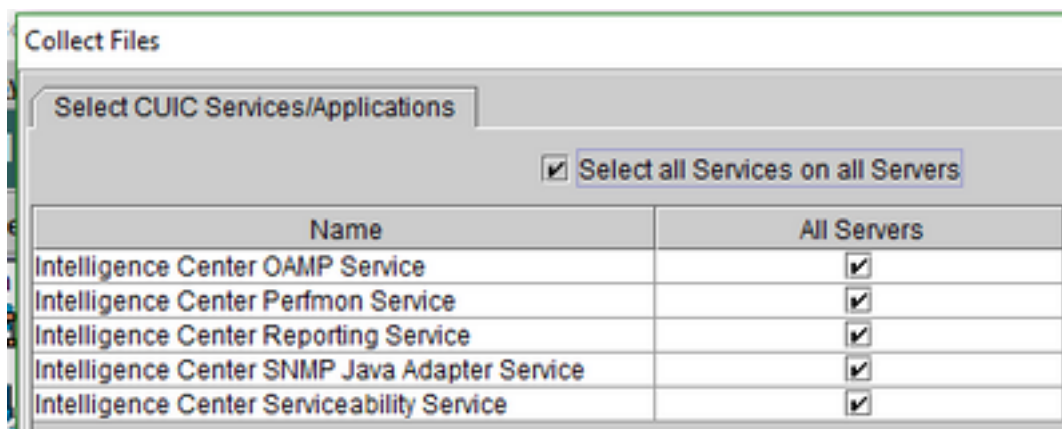 Collect Files
Select CUIC Services/Applications
Select all Services on all Servers
Name All Servers
Intelligence Center OAMP Service
Intelligence Center Perfmon Service
Intelligence Center Reporting Service
Intelligence Center SNMP Java Adapter Service
Intelligence Center Serviceability Service